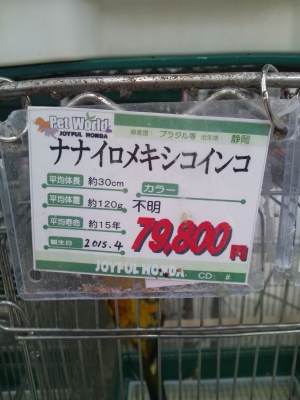 Pet World
JOYFUL HONDA
原産国: ブラジル等 出生地: 静岡
ナナイロメキシコインコ
平均体長 約30cm カラー
平均体重 約120g 不明
平均寿命 約15年 79,800円
誕生日 2015.4
JOYFUL HONDA
CD: #